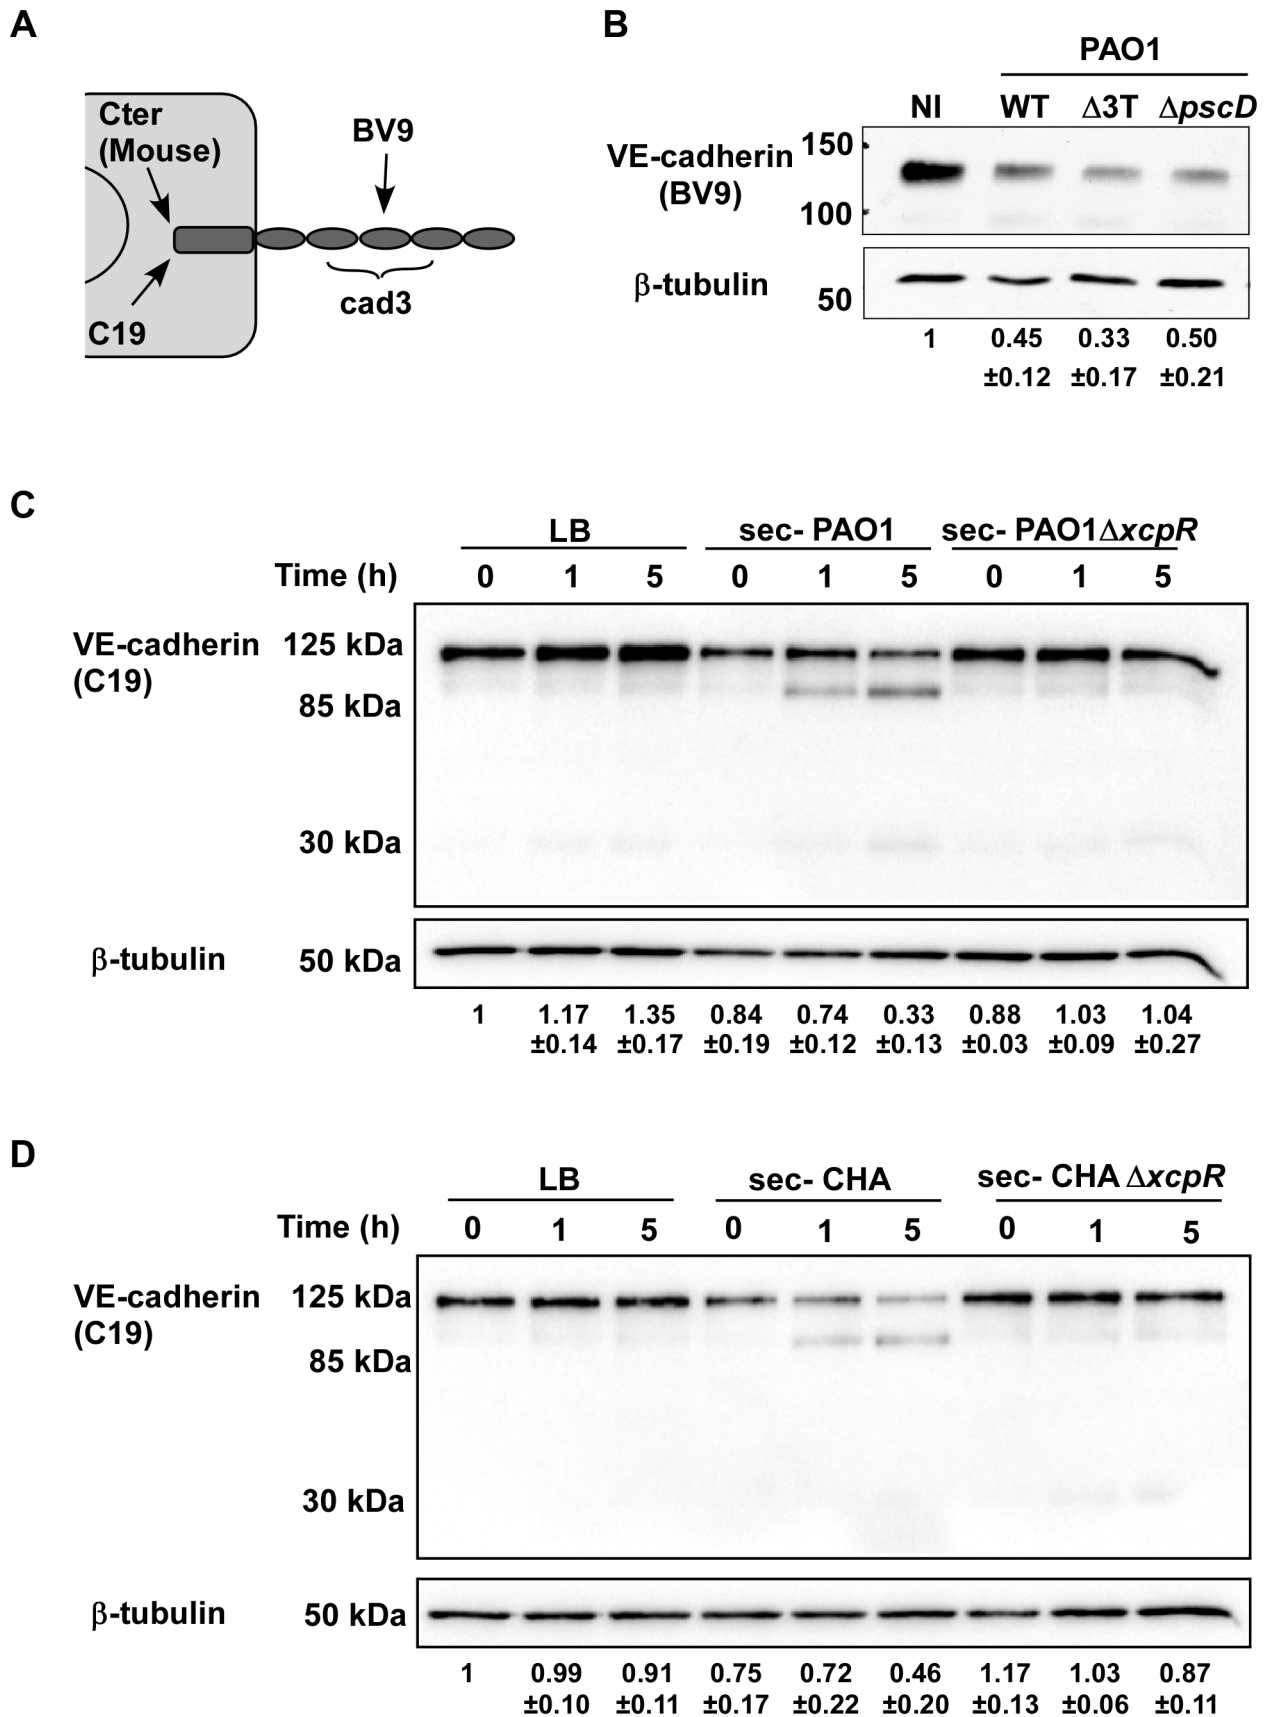 A
Cter
(Mouse)
BV9
cad3
C19
B
PAO1
NI WT Δ3T ΔpscD
VE-cadherin
(BV9)
150
100
β-tubulin
50
1 0.45 0.33 0.50
±0.12 ±0.17 ±0.21
C
LB sec- PAO1 sec- PAO1ΔxcpR
Time (h) 0 1 5 0 1 5 0 1 5
VE-cadherin 125 kDa
(C19)
85 kDa
30 kDa
β-tubulin 50 kDa
1 1.17 1.35 0.84 0.74 0.33 0.88 1.03 1.04
±0.14 ±0.17 ±0.19 ±0.12 ±0.13 ±0.03 ±0.09 ±0.27
D
LB sec- CHA sec- CHA ΔxcpR
Time (h) 0 1 5 0 1 5 0 1 5
VE-cadherin 125 kDa
(C19)
85 kDa
30 kDa
β-tubulin 50 kDa
1 0.99 0.91 0.75 0.72 0.46 1.17 1.03 0.87
±0.10 ±0.11 ±0.17 ±0.22 ±0.20 ±0.13 ±0.06 ±0.11